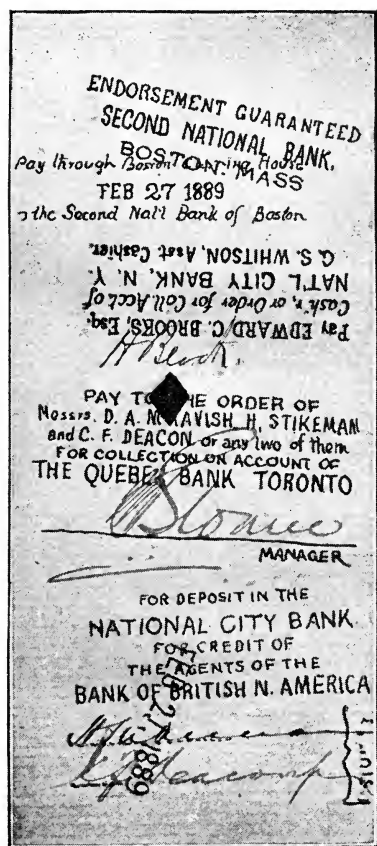 ENDORSEMENT GUARANTEED
SECOND NATIONAL BANK,
BOSTON. MASS
Pay through Boston Clearing House
FEB 27 1889
the Second Nat'l Bank of Boston
Pay EDWARD C. BROOKS, Esq.
Cash'r, or Order for Coll Acct of
NAT'L CITY BANK, N. Y.
G. S. WHITSON, Asst. Cashier.
PAY TO THE ORDER OF
Messrs. D. A. McTAVISH, H. STIKEMAN
and C. F. DEACON or any two of them
FOR COLLECTION ON ACCOUNT OF
THE QUEBEC BANK TORONTO
Sloane
MANAGER
FOR DEPOSIT IN THE
NATIONAL CITY BANK
FOR CREDIT OF
THE AGENTS OF THE
BANK OF BRITISH N. AMERICA